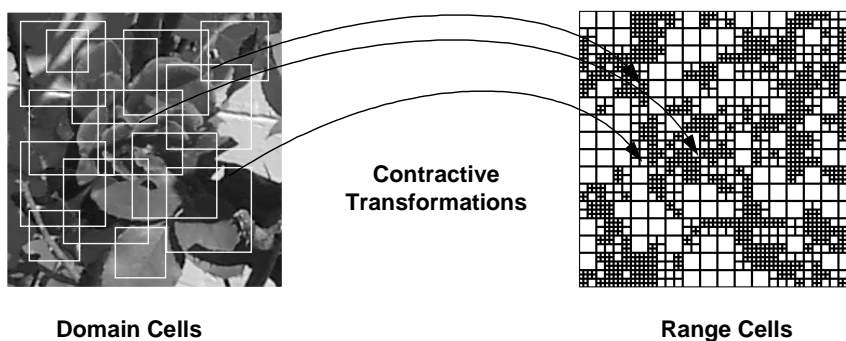 Contractive
Transformations
Domain Cells
Range Cells